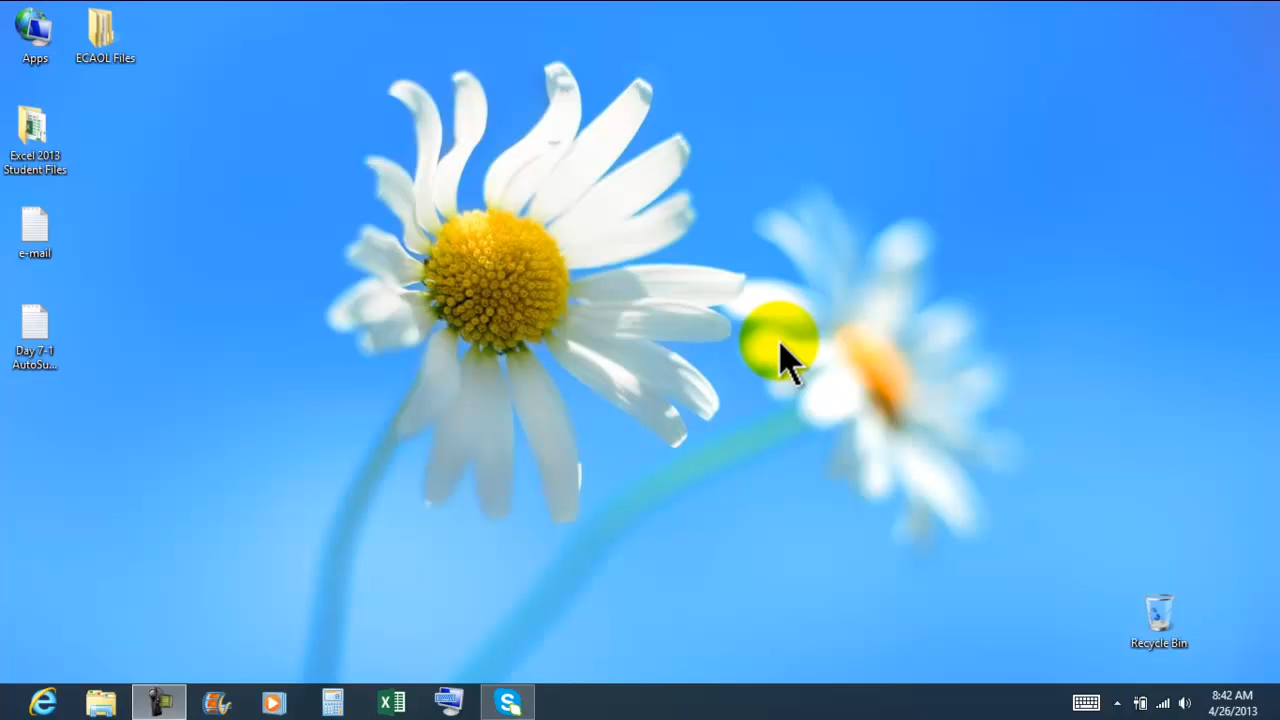 Apps
ECAOL Files
Excel 2013
Student Files
e-mail
Day 7-1
AutoSu...
Recycle Bin
8:42 AM
4/26/2013